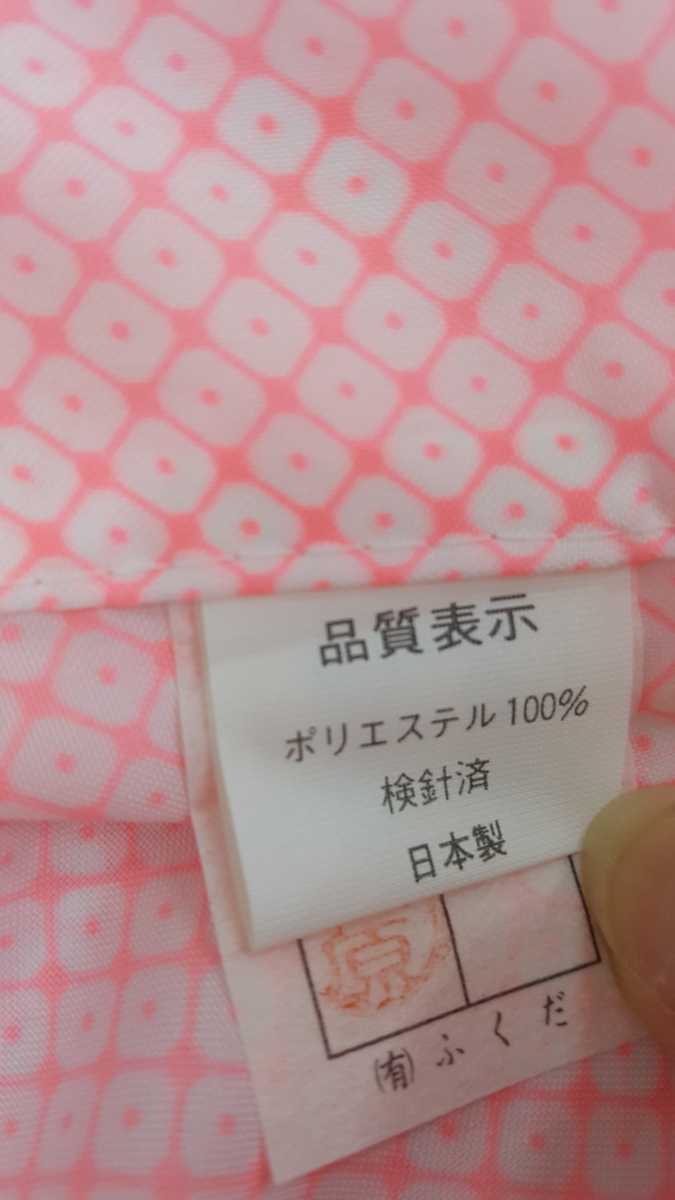 品質表示
ポリエステル100%
検針済
日本製
㈲ふくだ